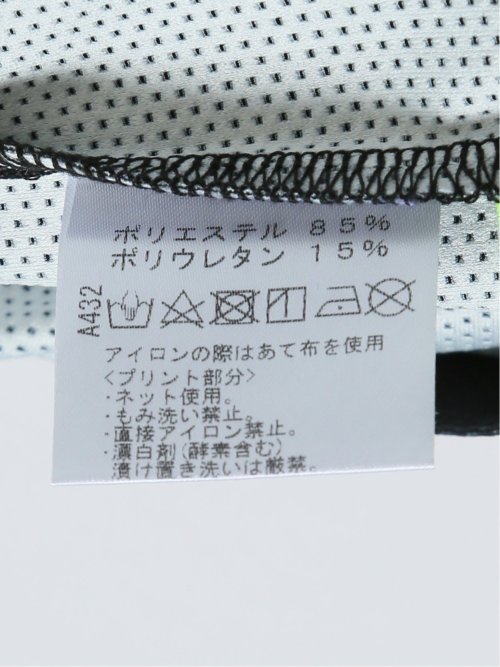 ポリエステル 85%
ポリウレタン 15%
A432
アイロンの際はあて布を使用
<プリント部分>
・ネット使用。
・もみ洗い禁止。
・直接アイロン禁止。
・漂白剤(酵素含む)
漬け置き洗いは厳禁。